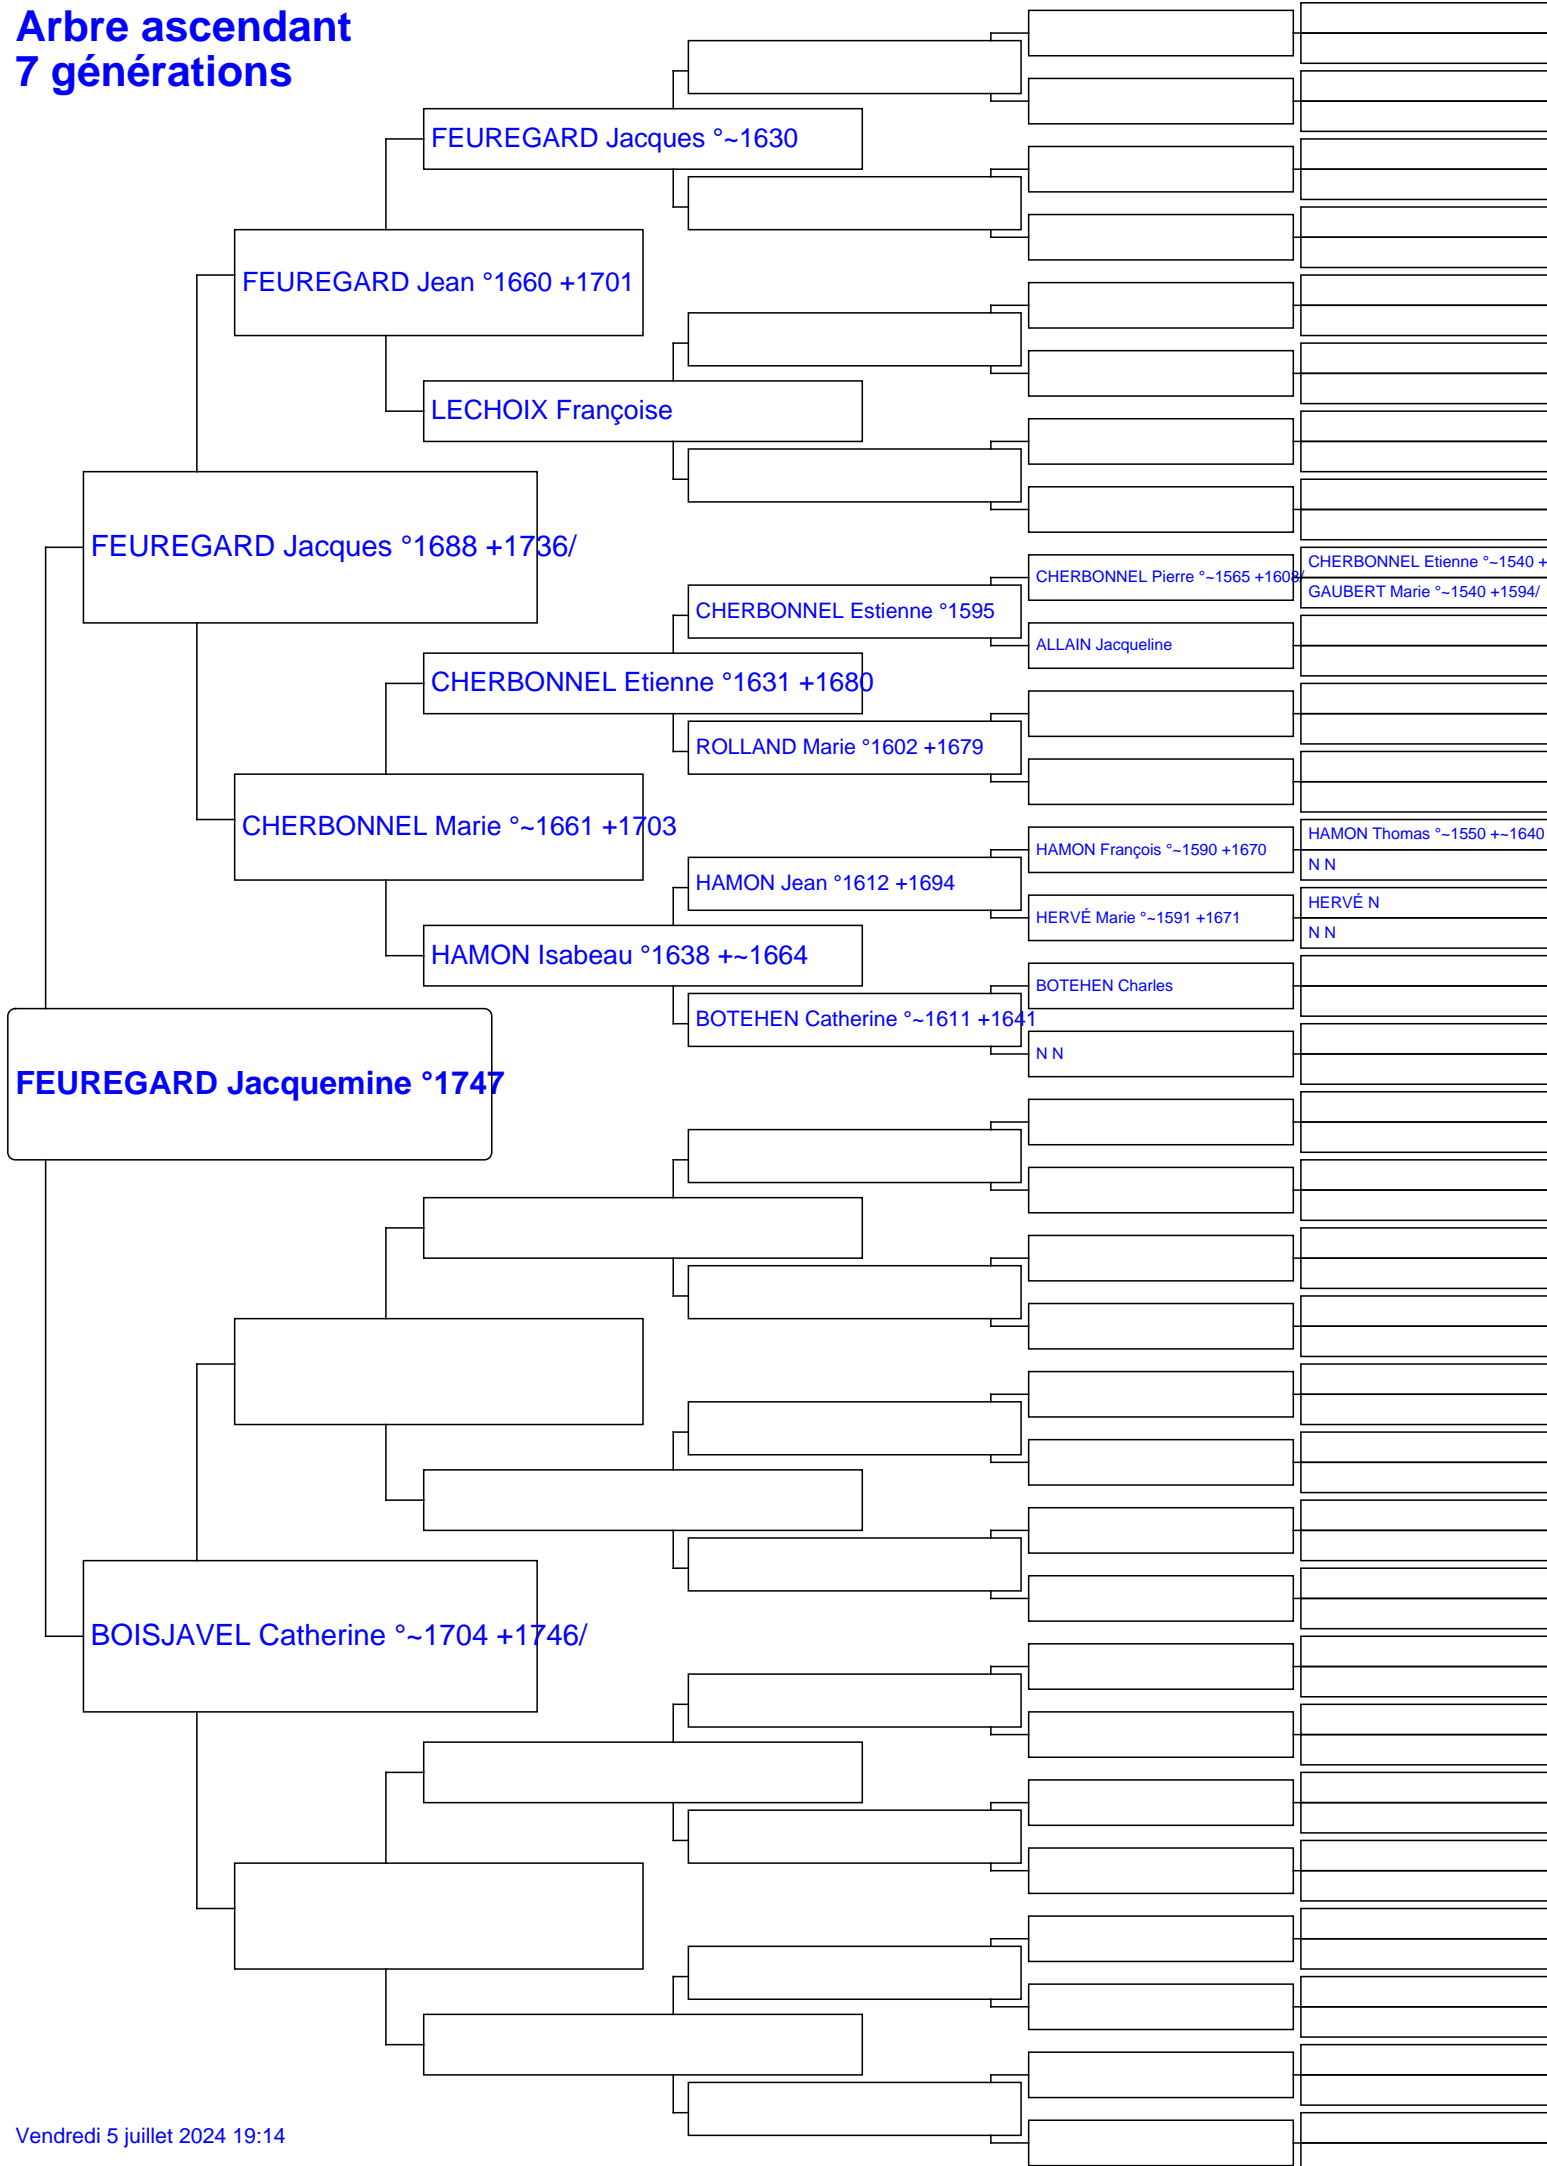 Arbre ascendant
7 générations
FEUREGARD Jacques °~1630
FEUREGARD Jean °1660 +1701
LECHOIX Françoise
FEUREGARD Jacques °1688 +1736/
CHERBONNEL Pierre °~1565 +1608/
CHERBONNEL Etienne °~1540 +
GAUBERT Marie °~1540 +1594/
CHERBONNEL Estienne °1595
ALLAIN Jacqueline
CHERBONNEL Etienne °1631 +1680
ROLLAND Marie °1602 +1679
CHERBONNEL Marie °~1661 +1703
HAMON François °~1590 +1670
HAMON Thomas °~1550 +~1640
N N
HAMON Jean °1612 +1694
HERVÉ Marie °~1591 +1671
HERVÉ N
N N
HAMON Isabeau °1638 +~1664
BOTEHEN Charles
BOTEHEN Catherine °~1611 +1641
N N
FEUREGARD Jacquemine °1747
BOISJAVEL Catherine °~1704 +1746/
Vendredi 5 juillet 2024 19:14